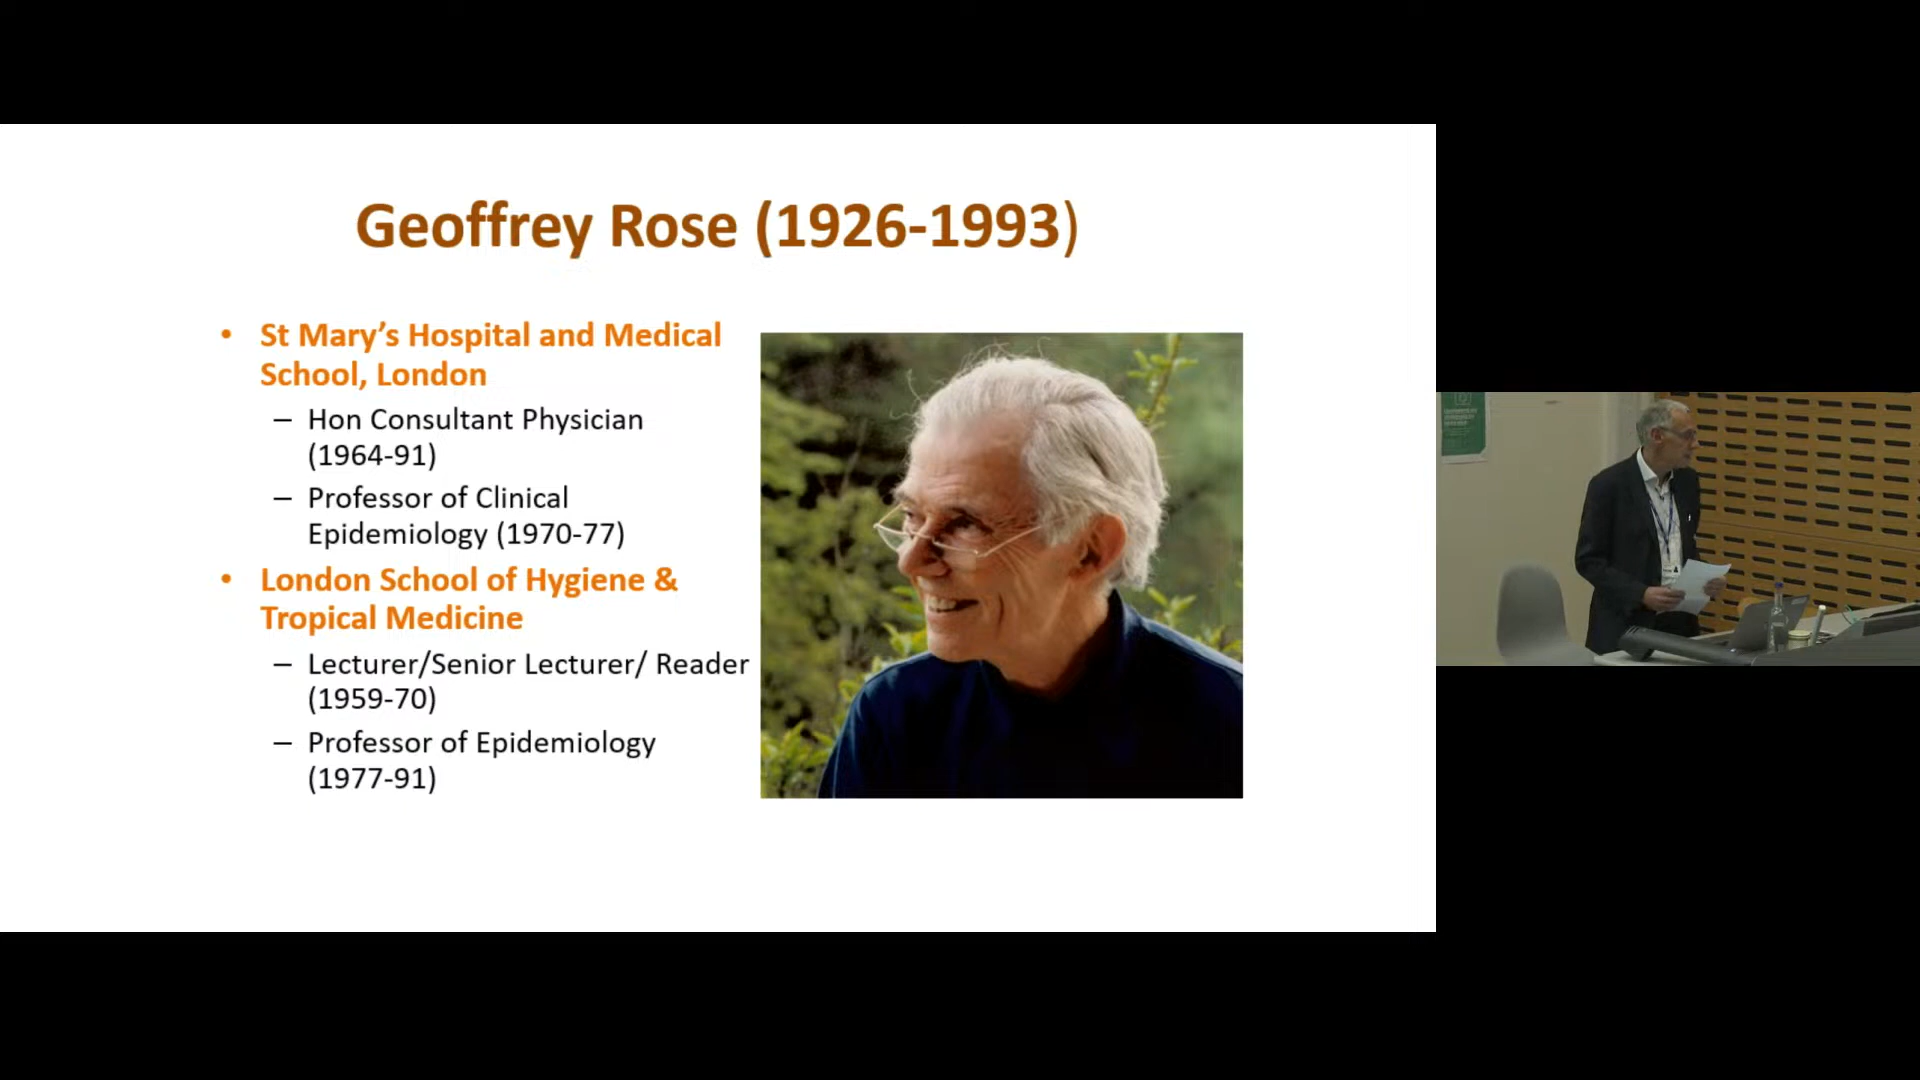 Geoffrey Rose (1926-1993)
• St Mary’s Hospital and Medical
School, London
– Hon Consultant Physician
(1964-91)
– Professor of Clinical
Epidemiology (1970-77)
• London School of Hygiene &
Tropical Medicine
– Lecturer/Senior Lecturer/ Reader
(1959-70)
– Professor of Epidemiology
(1977-91)